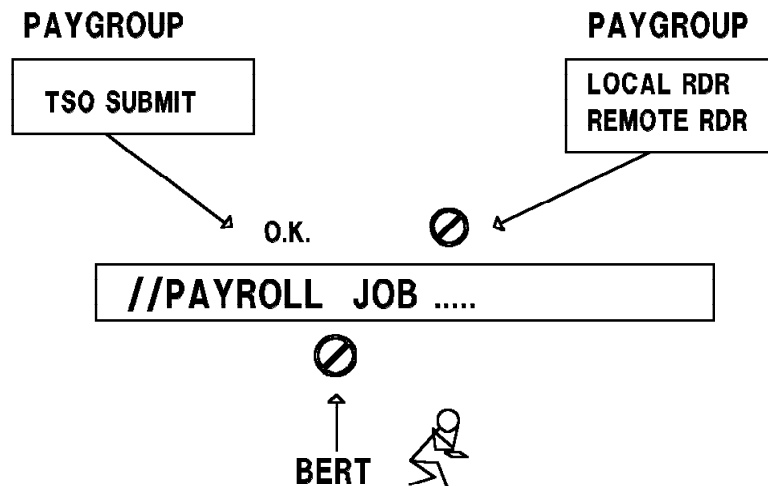 PAYGROUP
PAYGROUP
TSO SUBMIT
LOCAL RDR
REMOTE RDR
O.K.
//PAYROLL JOB .....
BERT